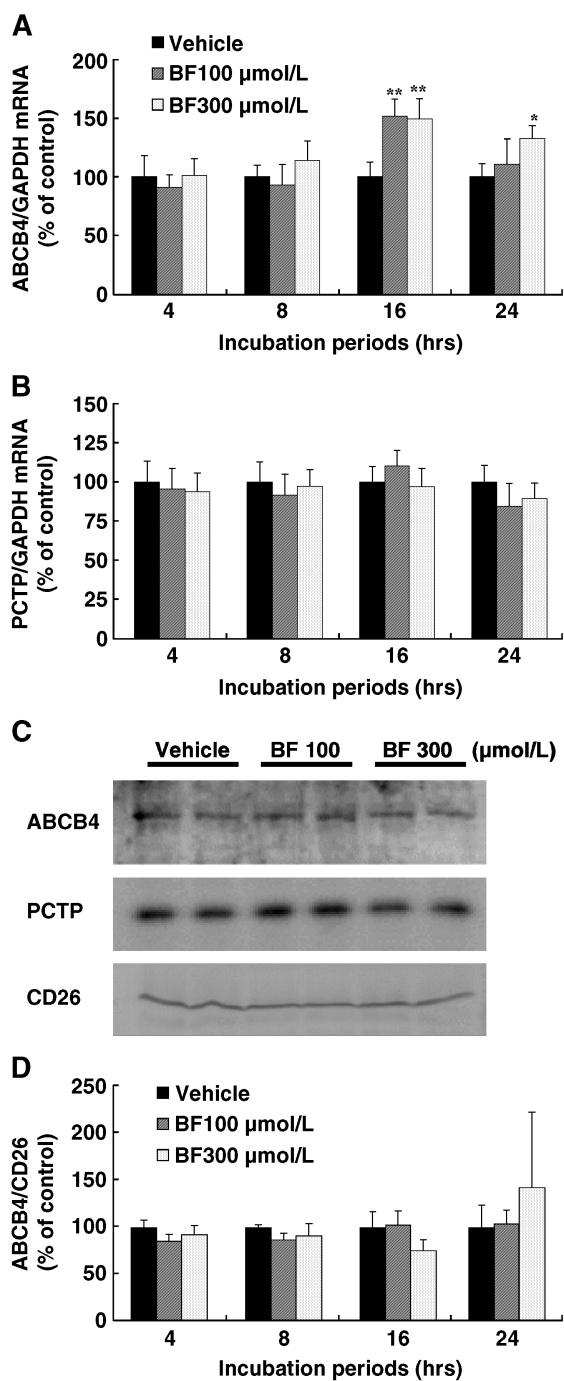 A
Vehicle
BF100 µmol/L
BF300 µmol/L
ABCB4/GAPDH mRNA
(% of control)
200
150
100
50
0
** **
*
4 8 16 24
Incubation periods (hrs)
B
PCTP/GAPDH mRNA
(% of control)
150
125
100
75
50
25
0
4 8 16 24
Incubation periods (hrs)
C
Vehicle BF 100 BF 300 (µmol/L)
ABCB4
PCTP
CD26
D
Vehicle
BF100 µmol/L
BF300 µmol/L
ABCB4/CD26
(% of control)
250
200
150
100
50
0
4 8 16 24
Incubation periods (hrs)